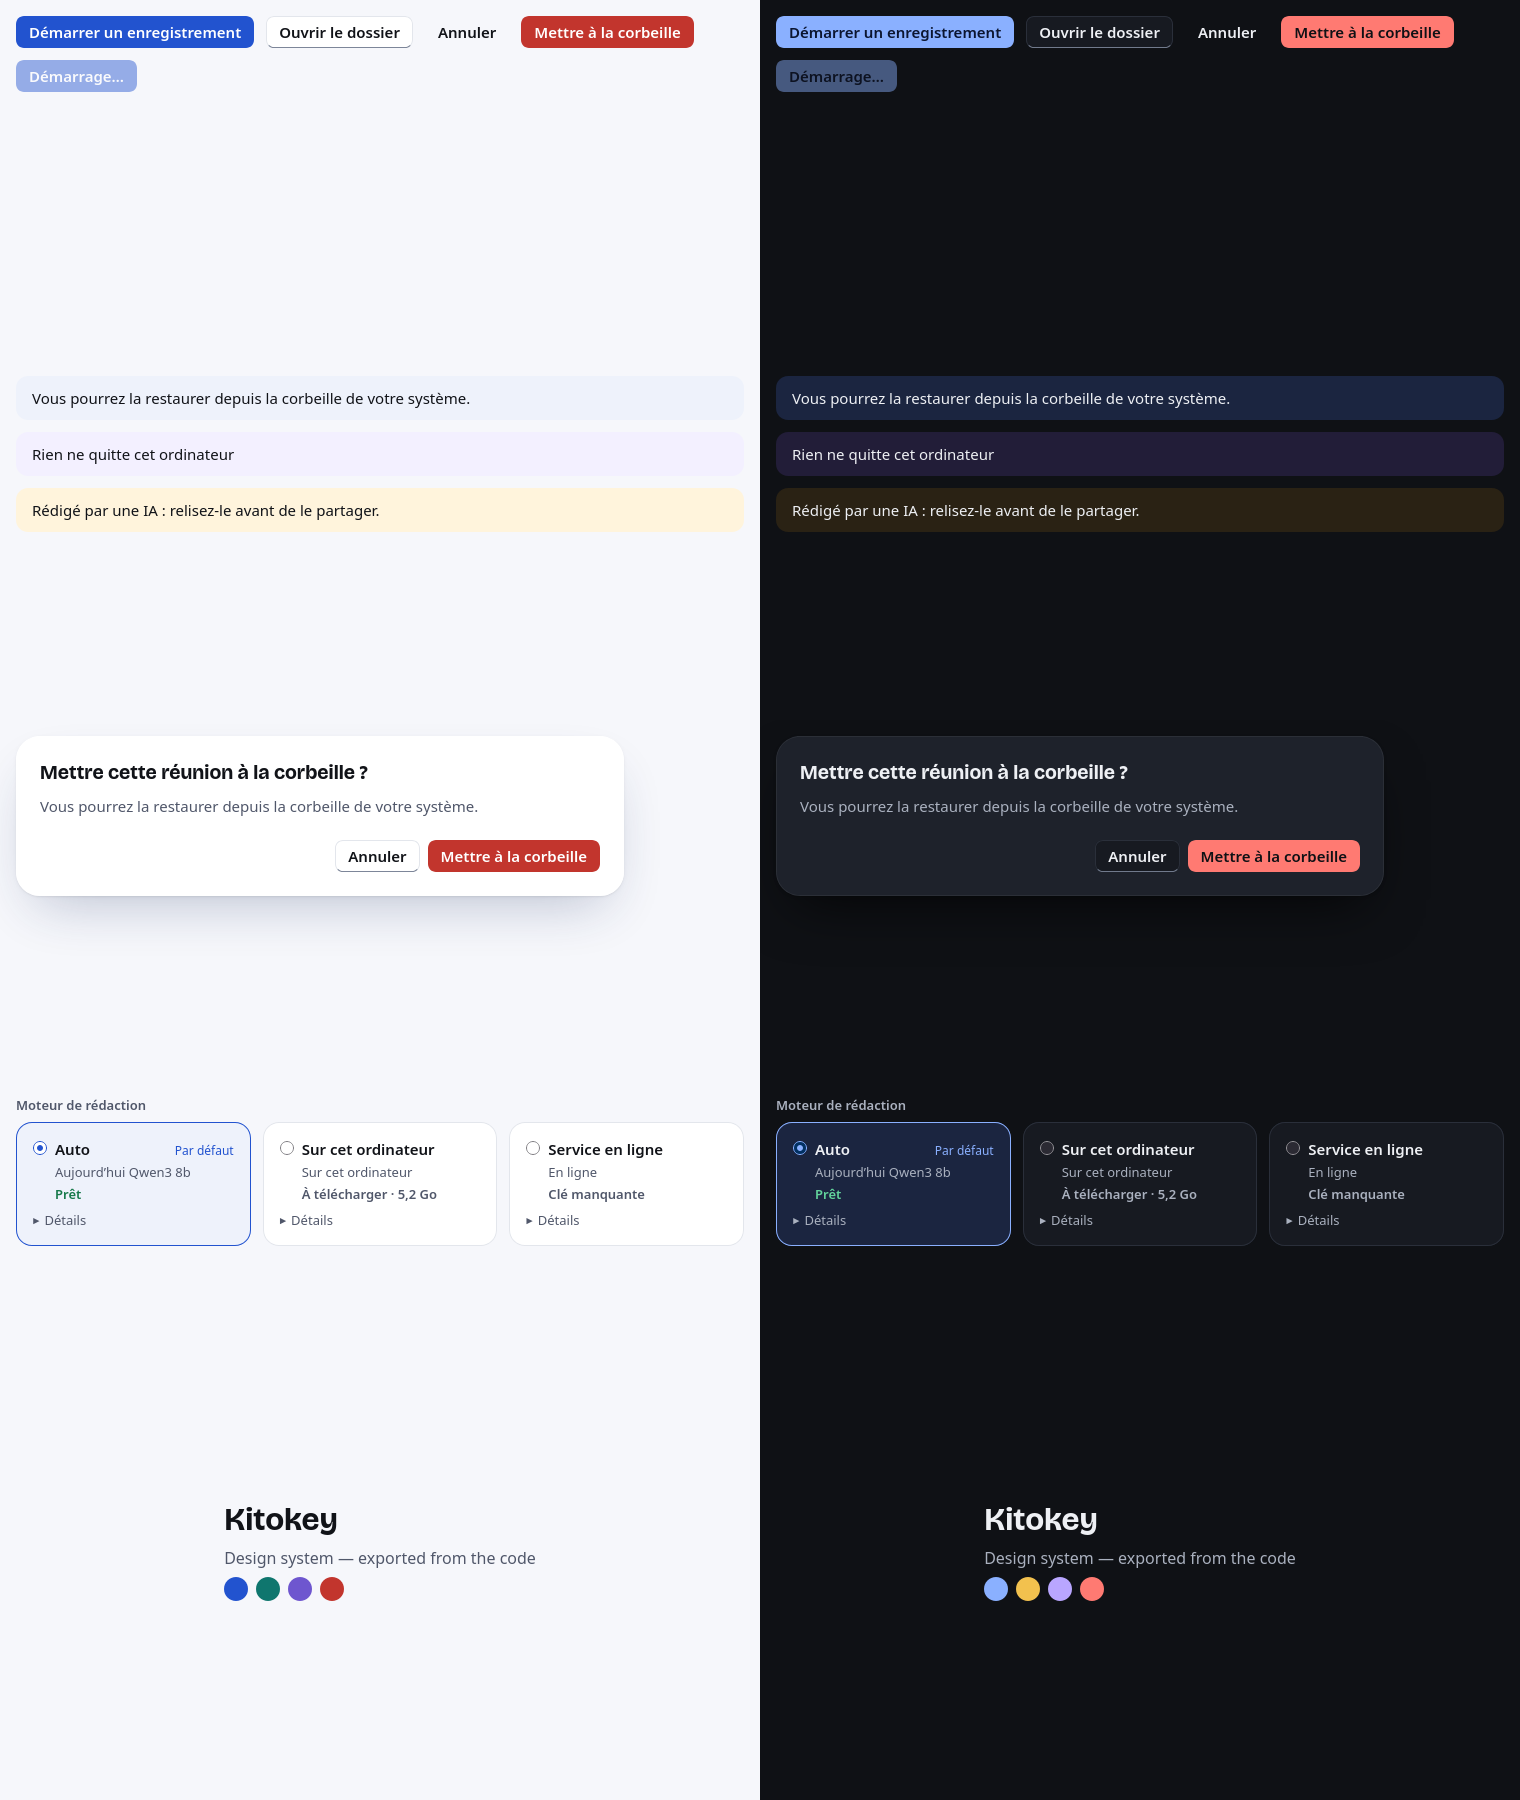 Démarrer un enregistrement Ouvrir le dossier Annuler Mettre à la corbeille
Démarrage…
Vous pourrez la restaurer depuis la corbeille de votre système.
Rien ne quitte cet ordinateur
Rédigé par une IA : relisez-le avant de le partager.
Mettre cette réunion à la corbeille ?
Vous pourrez la restaurer depuis la corbeille de votre système.
Annuler Mettre à la corbeille
Moteur de rédaction
Auto Par défaut
Aujourd’hui Qwen3 8b
Prêt
▸ Détails
Sur cet ordinateur
Sur cet ordinateur
À télécharger · 5,2 Go
▸ Détails
Service en ligne
En ligne
Clé manquante
▸ Détails
Kitokey
Design system — exported from the code
Démarrer un enregistrement Ouvrir le dossier Annuler Mettre à la corbeille
Démarrage…
Vous pourrez la restaurer depuis la corbeille de votre système.
Rien ne quitte cet ordinateur
Rédigé par une IA : relisez-le avant de le partager.
Mettre cette réunion à la corbeille ?
Vous pourrez la restaurer depuis la corbeille de votre système.
Annuler Mettre à la corbeille
Moteur de rédaction
Auto Par défaut
Aujourd’hui Qwen3 8b
Prêt
▸ Détails
Sur cet ordinateur
Sur cet ordinateur
À télécharger · 5,2 Go
▸ Détails
Service en ligne
En ligne
Clé manquante
▸ Détails
Kitokey
Design system — exported from the code